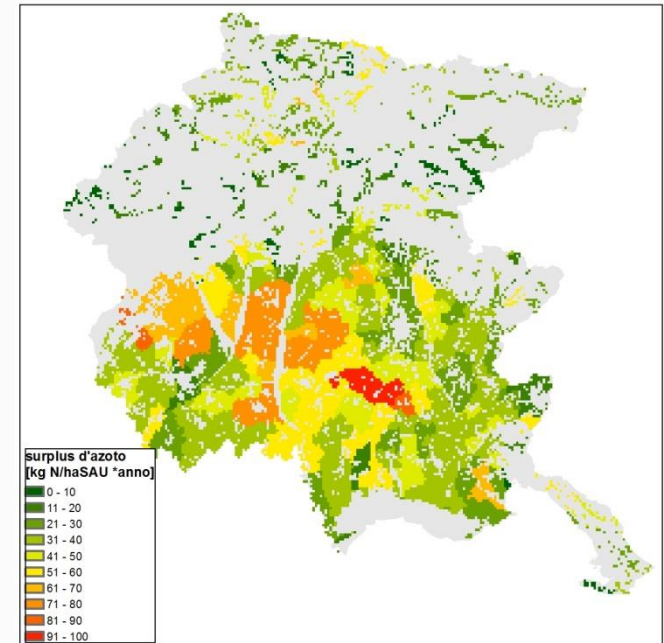 surplus d'azoto
[kg N/haSAU *anno]
0 - 10
11 - 20
21 - 30
31 - 40
41 - 50
51 - 60
61 - 70
71 - 80
81 - 90
91 - 100